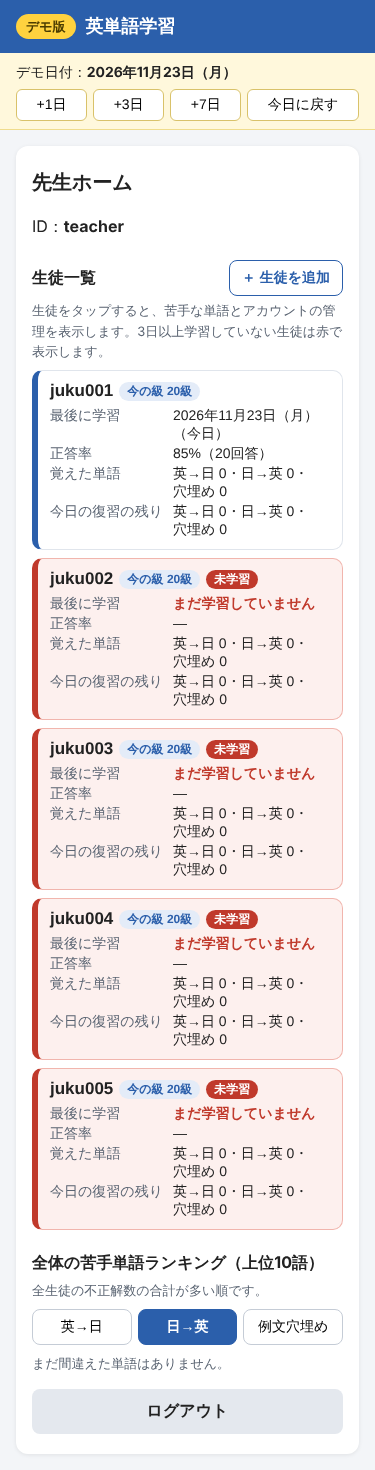 デモ版 英単語学習
デモ日付：2026年11月23日（月）
+1日 +3日 +7日 今日に戻す
先生ホーム
ID：teacher
生徒一覧 ＋ 生徒を追加
生徒をタップすると、苦手な単語とアカウントの管
理を表示します。3日以上学習していない生徒は赤で
表示します。
juku001 今の級 20級
最後に学習 2026年11月23日（月）
（今日）
正答率 85%（20回答）
覚えた単語 英→日 0・日→英 0・
穴埋め 0
今日の復習の残り 英→日 0・日→英 0・
穴埋め 0
juku002 今の級 20級 未学習
最後に学習 まだ学習していません
正答率 —
覚えた単語 英→日 0・日→英 0・
穴埋め 0
今日の復習の残り 英→日 0・日→英 0・
穴埋め 0
juku003 今の級 20級 未学習
最後に学習 まだ学習していません
正答率 —
覚えた単語 英→日 0・日→英 0・
穴埋め 0
今日の復習の残り 英→日 0・日→英 0・
穴埋め 0
juku004 今の級 20級 未学習
最後に学習 まだ学習していません
正答率 —
覚えた単語 英→日 0・日→英 0・
穴埋め 0
今日の復習の残り 英→日 0・日→英 0・
穴埋め 0
juku005 今の級 20級 未学習
最後に学習 まだ学習していません
正答率 —
覚えた単語 英→日 0・日→英 0・
穴埋め 0
今日の復習の残り 英→日 0・日→英 0・
穴埋め 0
全体の苦手単語ランキング（上位10語）
全生徒の不正解数の合計が多い順です。
英→日 日→英 例文穴埋め
まだ間違えた単語はありません。
ログアウト